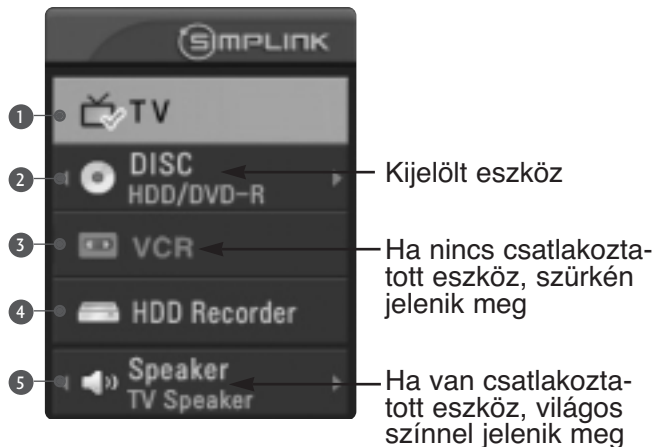 SIMPLINK
1 TV
2 DISC
HDD/DVD-R
Kijelölt eszköz
3 VCR
Ha nincs csatlakozta-
tott eszköz, szürkén
jelenik meg
4 HDD Recorder
5 Speaker
TV Speaker
Ha van csatlakozta-
tott eszköz, világos
színnel jelenik meg